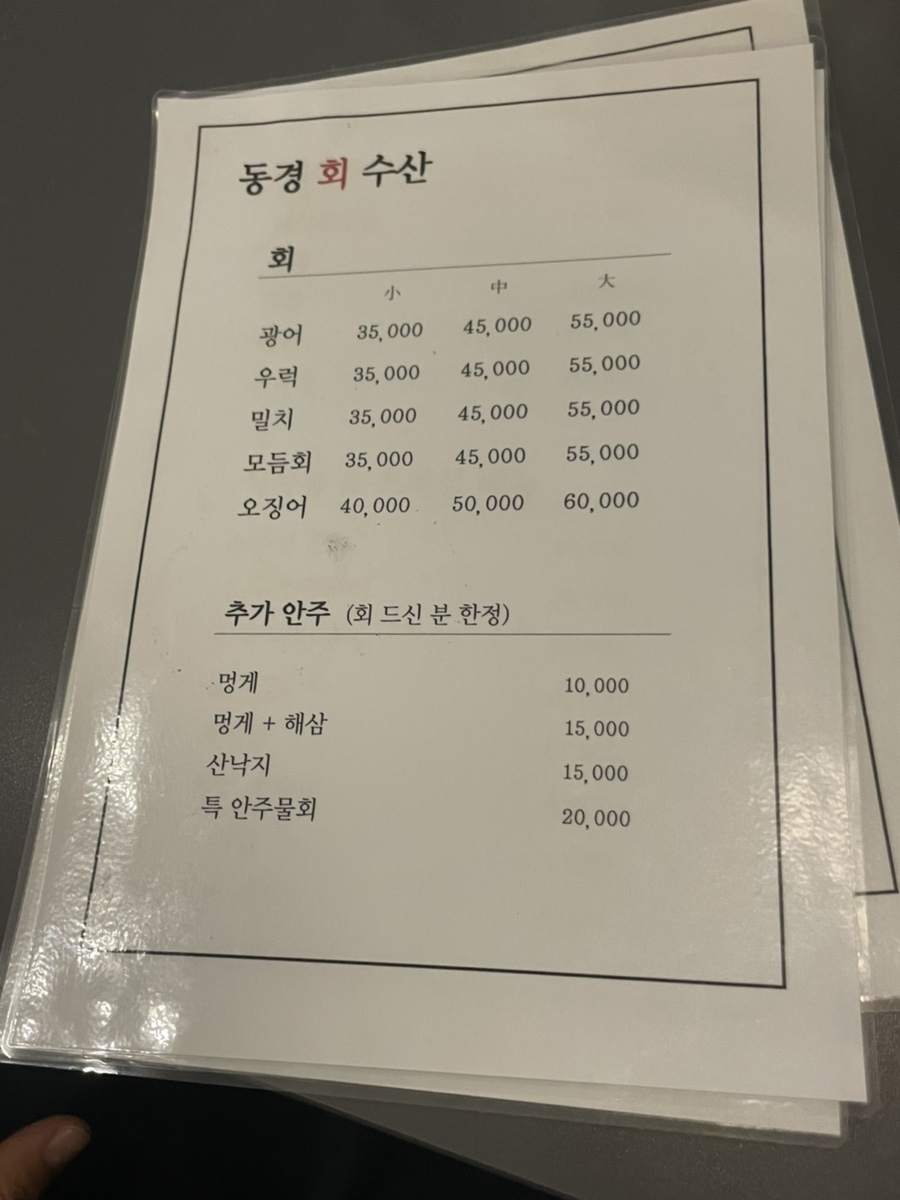 동경 회 수산
회
小 中 大
광어 35,000 45,000 55,000
우럭 35,000 45,000 55,000
밀치 35,000 45,000 55,000
모듬회 35,000 45,000 55,000
오징어 40,000 50,000 60,000
추가 안주 (회 드신 분 한정)
멍게 10,000
멍게 + 해삼 15,000
산낙지 15,000
특 안주물회 20,000